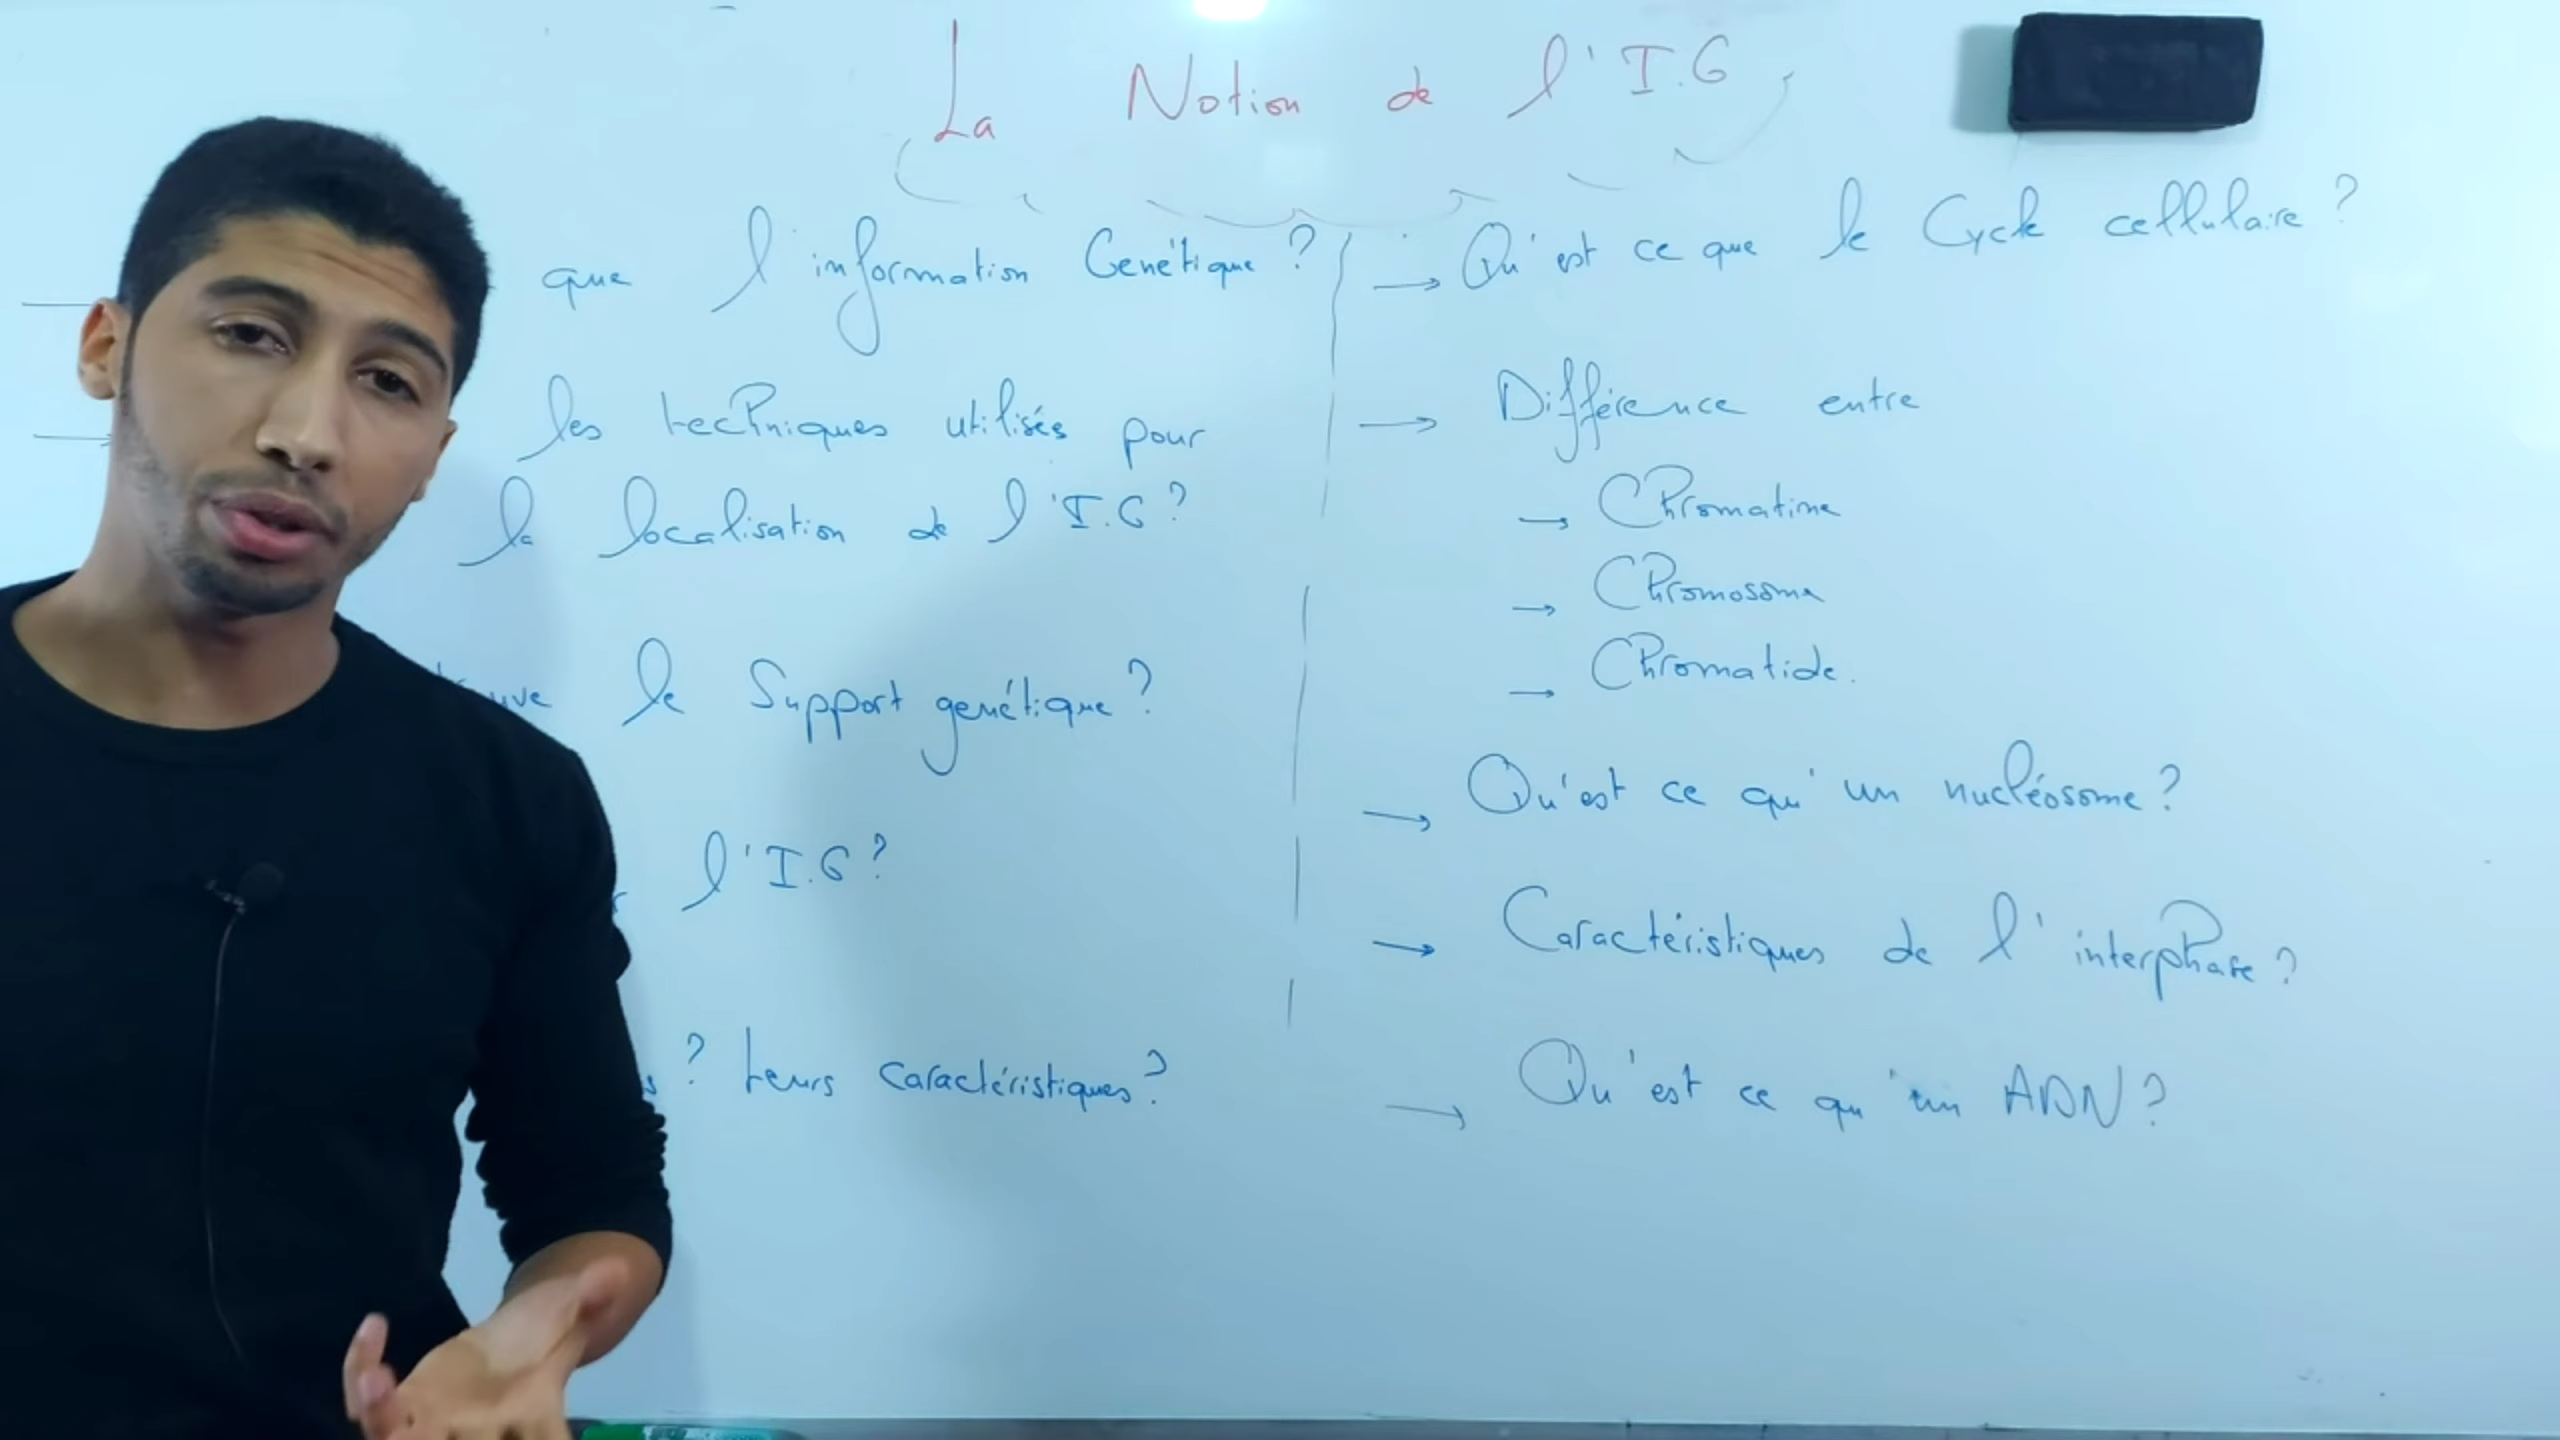 La Notion de l'I.G
que l'information Genétique ?
les techniques utilisés pour
la localisation de l'I.G ?
le Support genétique ?
l'I.G ?
? Leurs caractéristiques ?
→ Qu'est ce que le Cycle cellulaire ?
→ Différence entre
→ Chromatine
→ Chromosome
→ Chromatide.
→ Qu'est ce qu'un nucléosome ?
→ Caractéristiques de l'interphase ?
→ Qu'est ce qu'un ADN ?